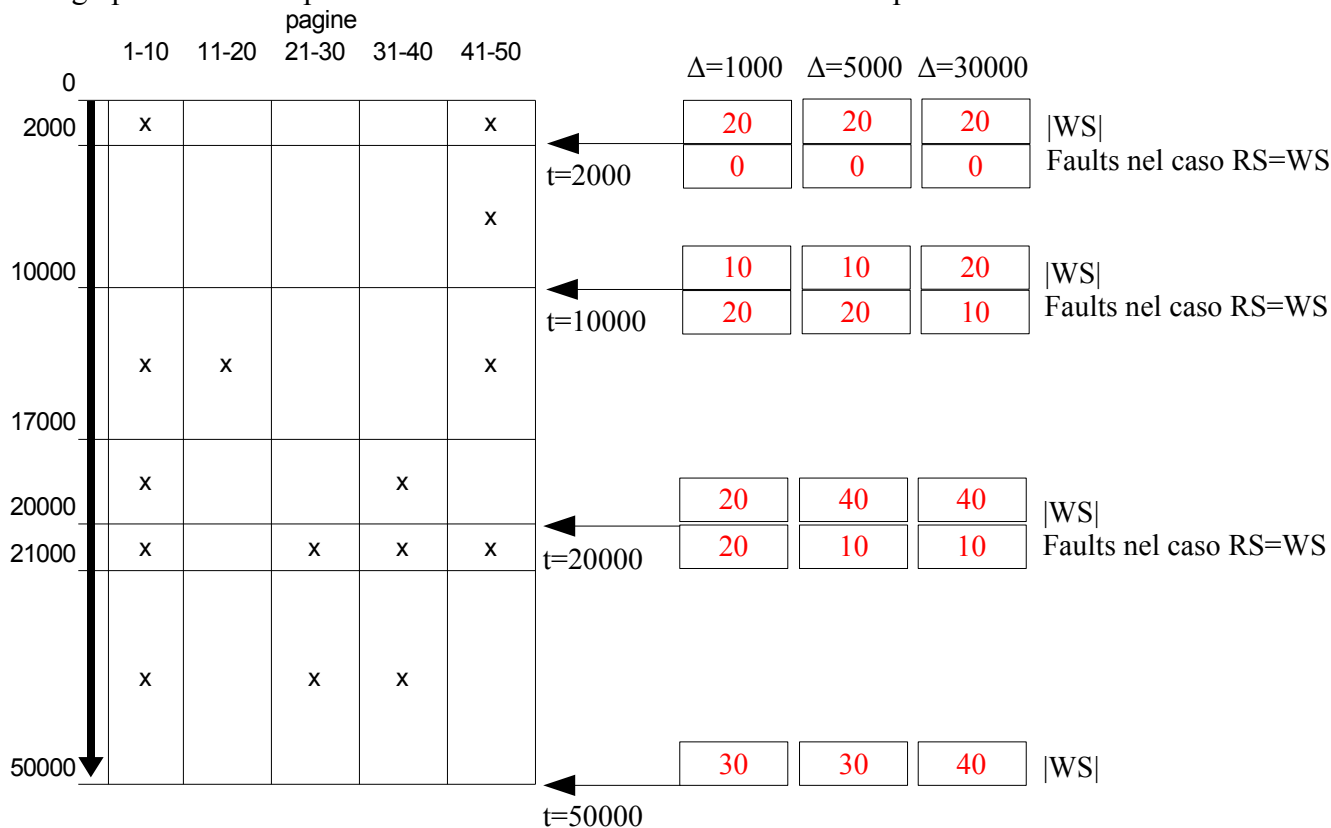 pagine
1-10 11-20 21-30 31-40 41-50
Δ=1000 Δ=5000 Δ=30000
0
2000 x x
20 20 20 |WS|
t=2000
0 0 0 Faults nel caso RS=WS
x
10000
10 10 20 |WS|
t=10000
20 20 10 Faults nel caso RS=WS
x x x
17000
x x
20000
20 40 40 |WS|
21000 x x x x
t=20000
20 10 10 Faults nel caso RS=WS
x x x
50000
30 30 40 |WS|
t=50000